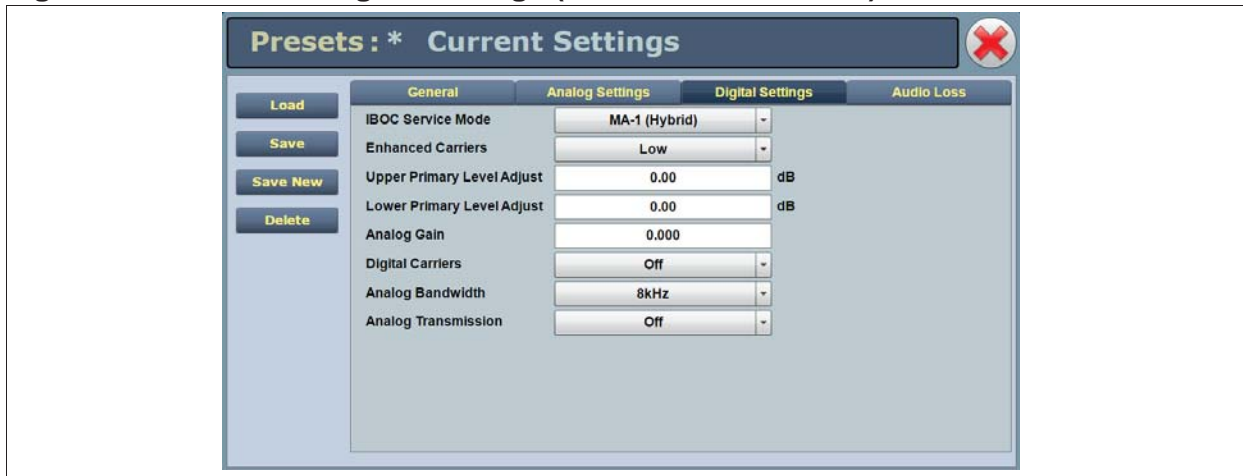 Presets:* Current Settings
General Analog Settings Digital Settings Audio Loss
Load
Save
Save New
Delete
IBOC Service Mode MA-1 (Hybrid)
Enhanced Carriers Low
Upper Primary Level Adjust 0.00 dB
Lower Primary Level Adjust 0.00 dB
Analog Gain 0.000
Digital Carriers Off
Analog Bandwidth 8kHz
Analog Transmission Off